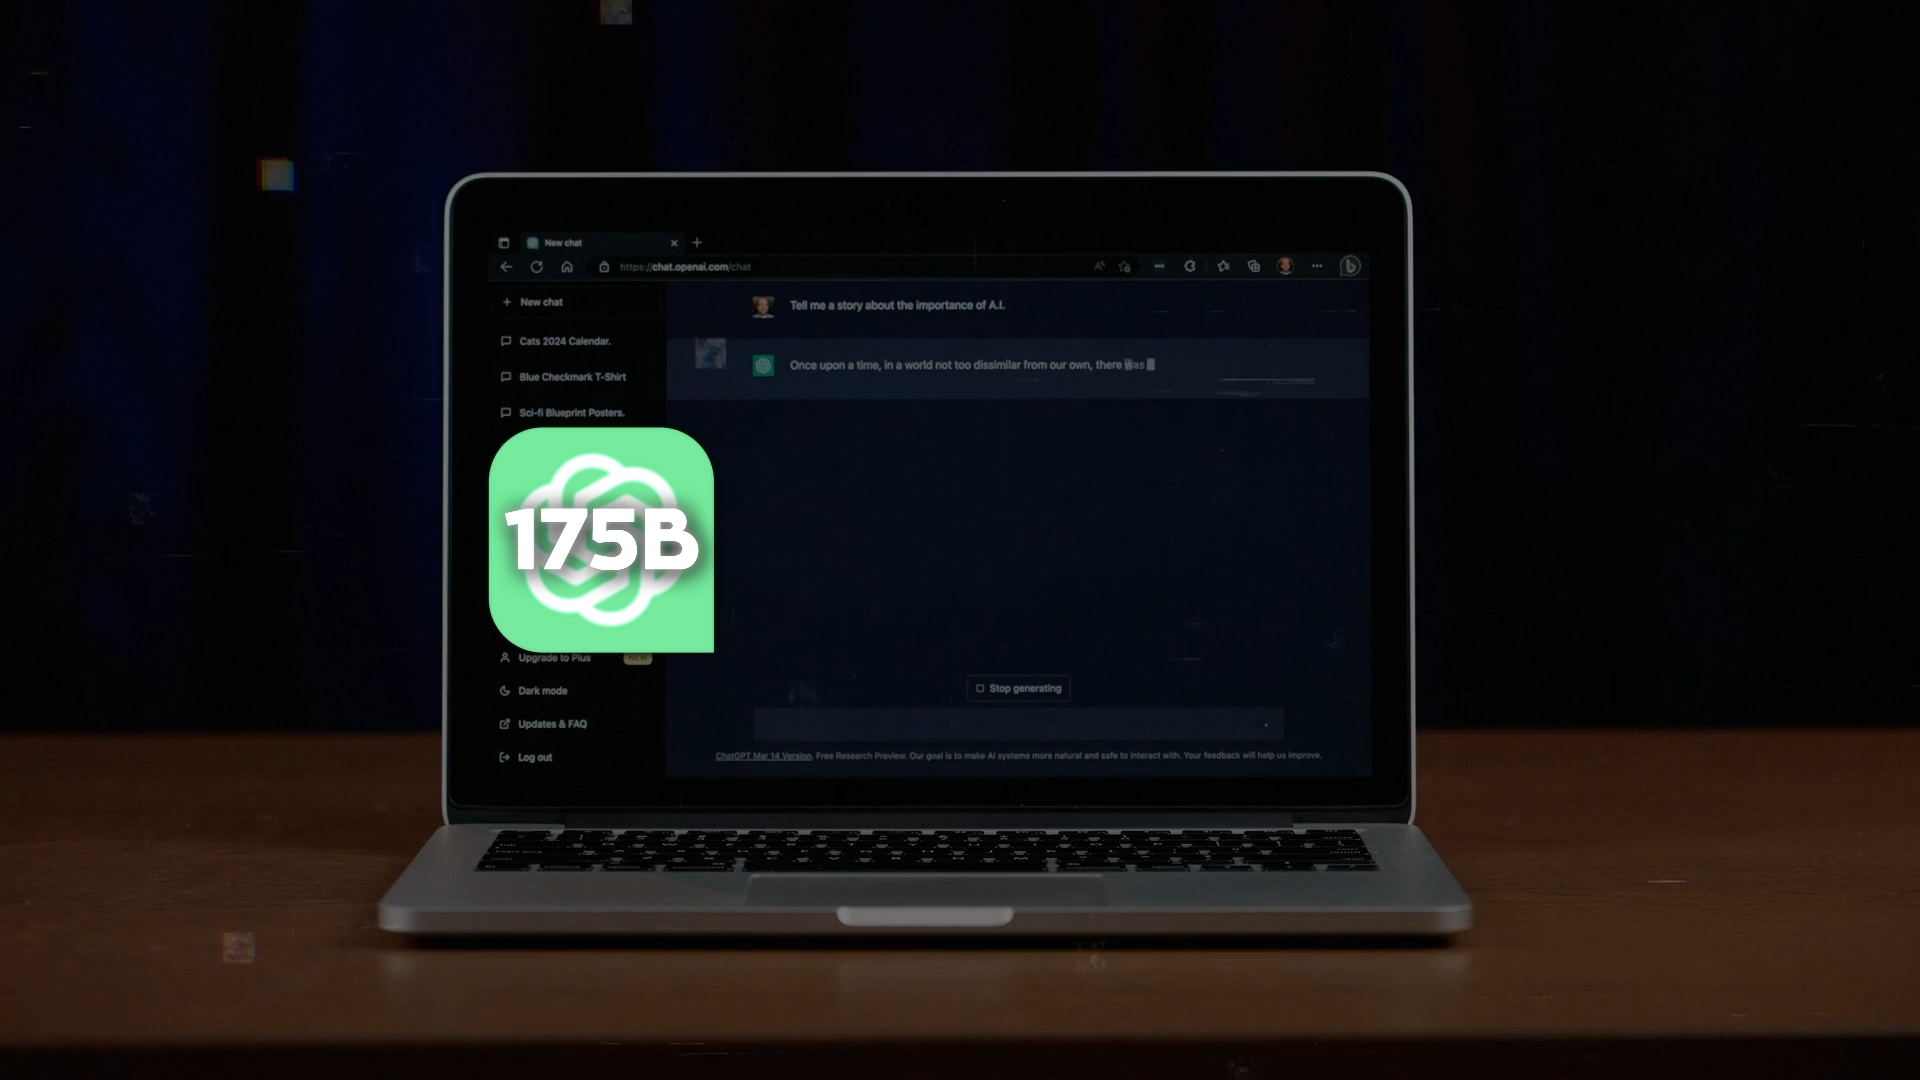 New chat
https://chat.openai.com/chat
New chat
Tell me a story about the importance of A.I.
Cats 2024 Calendar.
Once upon a time, in a world not too dissimilar from our own, there was
Blue Checkmark T-Shirt
Sci-fi Blueprint Posters.
175B
Upgrade to Plus
NEW
Dark mode
Stop generating
Updates & FAQ
Log out
ChatGPT Mar 14 Version. Free Research Preview. Our goal is to make AI systems more natural and safe to interact with. Your feedback will help us improve.